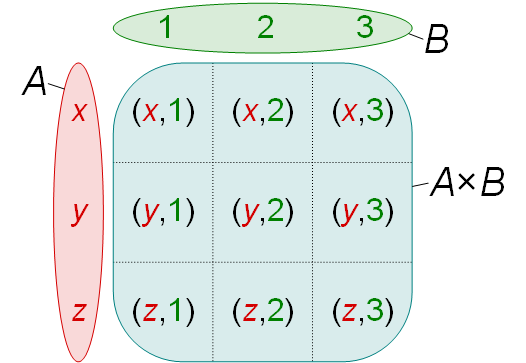 1 2 3 B
A
x (x,1) (x,2) (x,3)
A×B
y (y,1) (y,2) (y,3)
z (z,1) (z,2) (z,3)